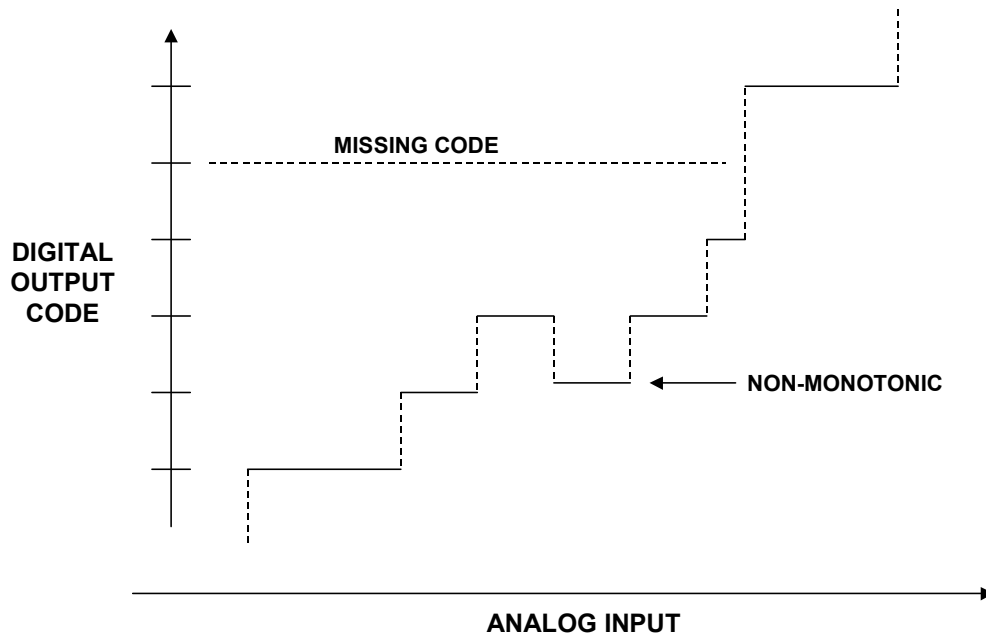 MISSING CODE
DIGITAL
OUTPUT
CODE
NON-MONOTONIC
ANALOG INPUT